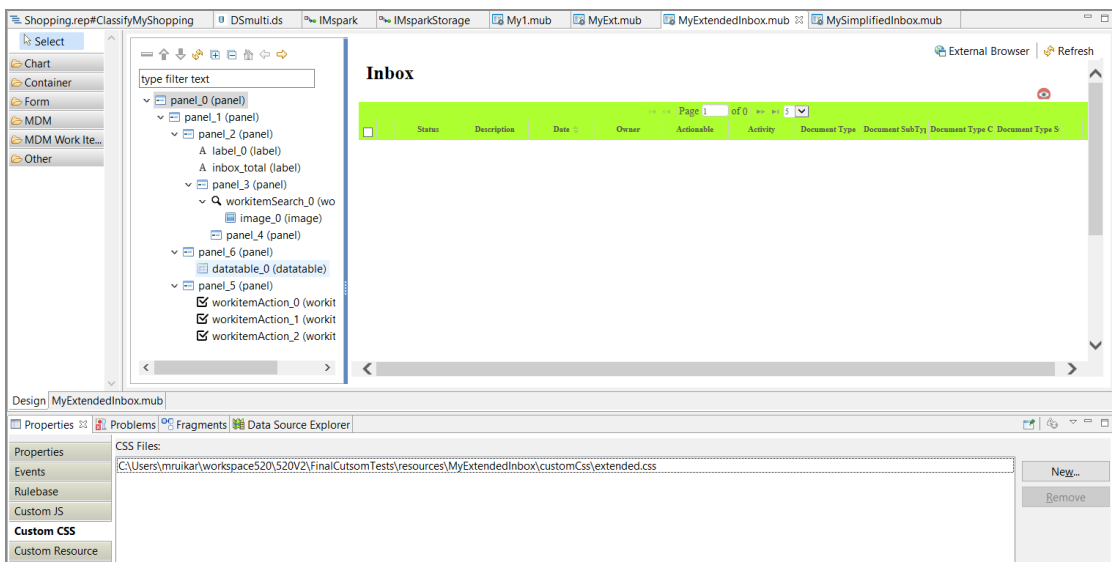 Shopping.rep#ClassifyMyShopping DSmulti.ds IMspark IMsparkStorage My1.mub MyExt.mub MyExtendedInbox.mub MySimplifiedInbox.mub
Select
Chart
Container
Form
MDM
MDM Work Ite...
Other
type filter text
panel_0 (panel)
panel_1 (panel)
panel_2 (panel)
A label_0 (label)
A inbox_total (label)
panel_3 (panel)
workitemSearch_0 (wo
image_0 (image)
panel_4 (panel)
panel_6 (panel)
datatable_0 (datatable)
panel_5 (panel)
workitemAction_0 (workit
workitemAction_1 (workit
workitemAction_2 (workit
External Browser Refresh
Inbox
Page 1 of 0 5
Status Description Date Owner Actionable Activity Document Type Document SubTy Document Type C Document Type S
Design MyExtendedInbox.mub
Properties Problems Fragments Data Source Explorer
Properties
Events
Rulebase
Custom JS
Custom CSS
Custom Resource
CSS Files:
C:\Users\mruikar\workspace520\520V2\FinalCutsomTests\resources\MyExtendedInbox\customCss\extended.css
New...
Remove